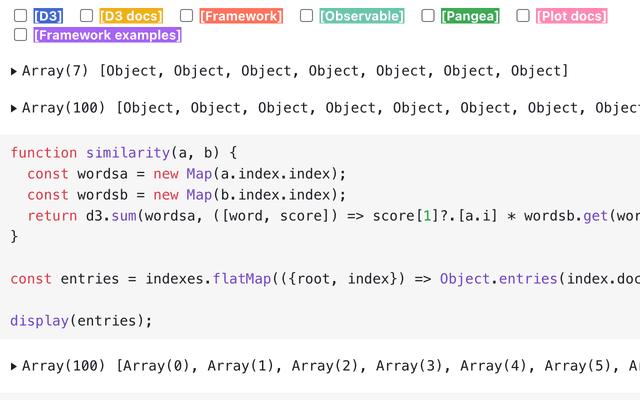 [D3] [D3 docs] [Framework] [Observable] [Pangea] [Plot docs]
[Framework examples]
Array(7) [Object, Object, Object, Object, Object, Object, Object]
Array(100) [Object, Object, Object, Object, Object, Object, Object, Objec
function similarity(a, b) {
  const wordsa = new Map(a.index.index);
  const wordsb = new Map(b.index.index);
  return d3.sum(wordsa, ([word, score]) => score[1]?.[a.i] * wordsb.get(wor
}
const entries = indexes.flatMap(({root, index}) => Object.entries(index.doc
display(entries);
Array(100) [Array(0), Array(1), Array(2), Array(3), Array(4), Array(5), A